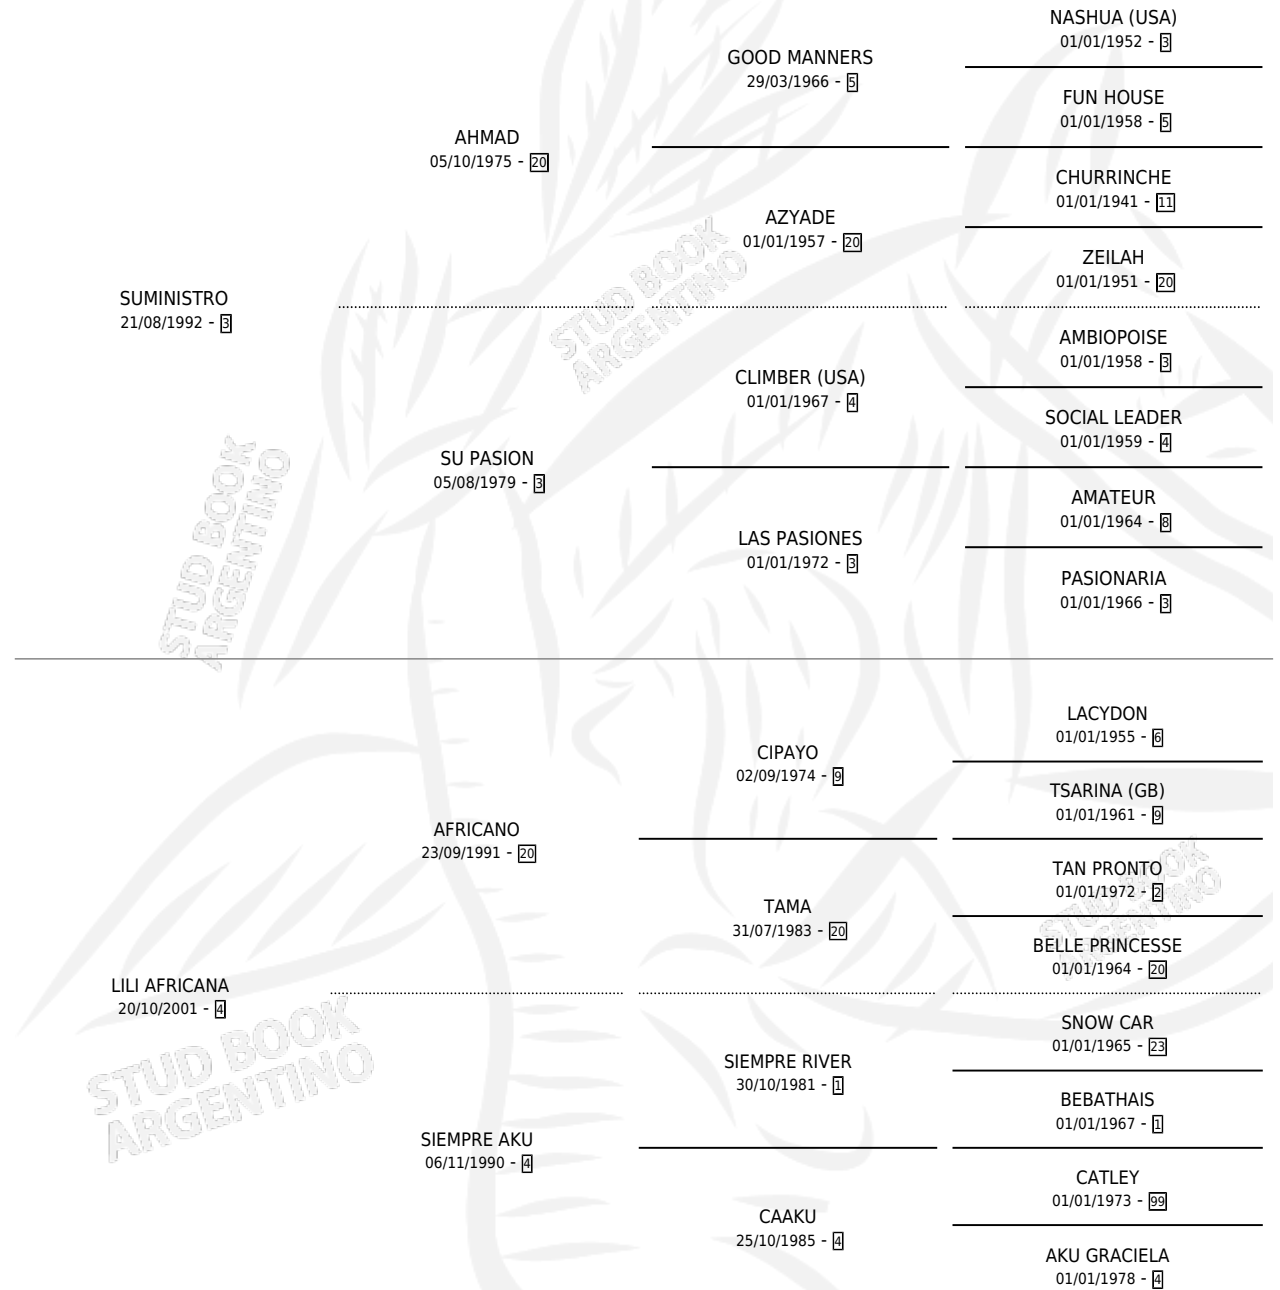 NASHUA (USA)
01/01/1952 - 3
GOOD MANNERS
29/03/1966 - 5
FUN HOUSE
01/01/1958 - 5
AHMAD
05/10/1975 - 20
CHURRINCHE
01/01/1941 - 11
AZYADE
01/01/1957 - 20
ZEILAH
01/01/1951 - 20
SUMINISTRO
21/08/1992 - 3
AMBIOPOISE
01/01/1958 - 3
CLIMBER (USA)
01/01/1967 - 4
SOCIAL LEADER
01/01/1959 - 4
SU PASION
05/08/1979 - 3
AMATEUR
01/01/1964 - 8
LAS PASIONES
01/01/1972 - 3
PASIONARIA
01/01/1966 - 3
LACYDON
01/01/1955 - 6
CIPAYO
02/09/1974 - 9
TSARINA (GB)
01/01/1961 - 9
AFRICANO
23/09/1991 - 20
TAN PRONTO
01/01/1972 - 2
TAMA
31/07/1983 - 20
BELLE PRINCESSE
01/01/1964 - 20
LILI AFRICANA
20/10/2001 - 4
SNOW CAR
01/01/1965 - 23
SIEMPRE RIVER
30/10/1981 - 1
BEBATHAIS
01/01/1967 - 1
SIEMPRE AKU
06/11/1990 - 4
CATLEY
01/01/1973 - 99
CAAKU
25/10/1985 - 4
AKU GRACIELA
01/01/1978 - 4
STUD BOOK
ARGENTINO
STUD BOOK
ARGENTINO
STUD BOOK
ARGENTINO
STUD BOOK
ARGENTINO